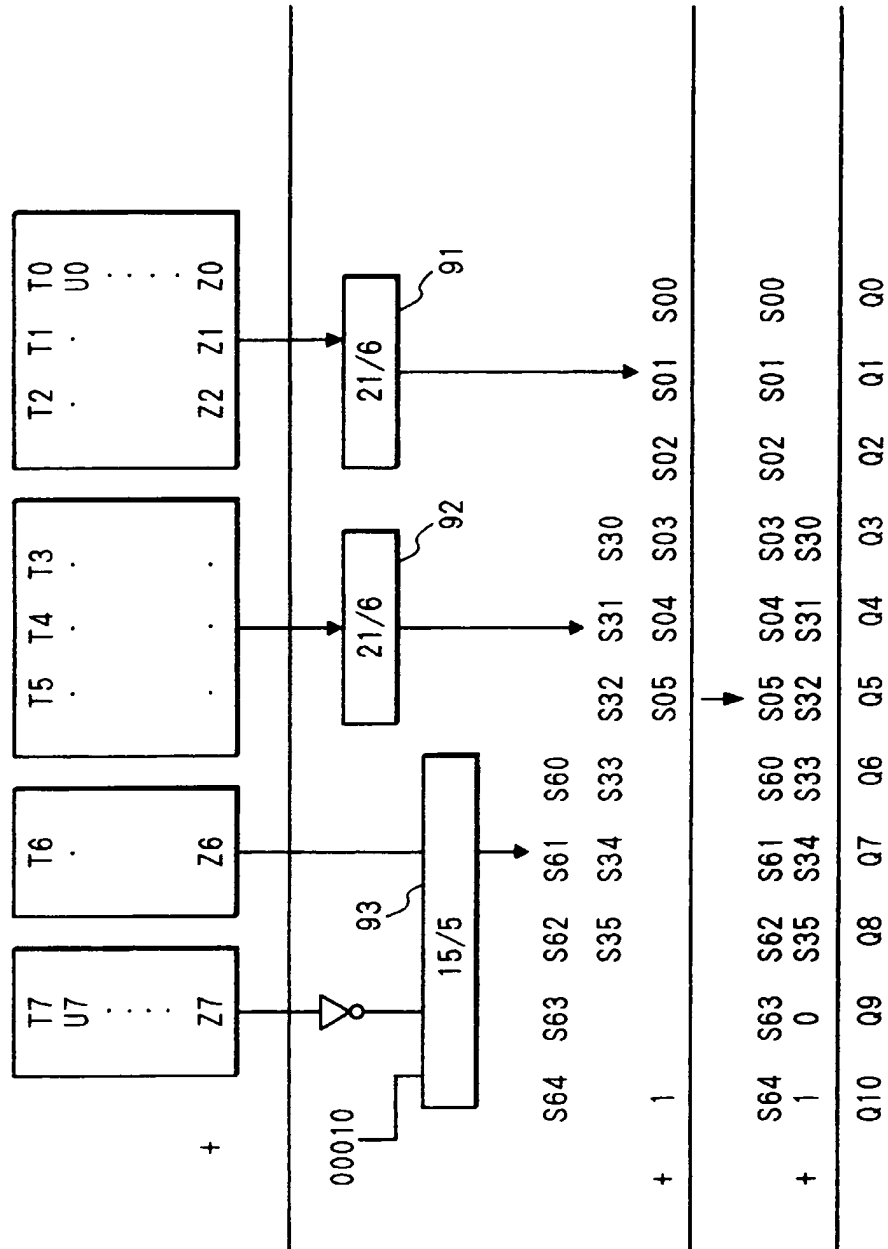 T7 T6 T5 T4 T3 T2 T1 T0
U7 · · · · · U0
· · · · · · · ·
+ Z7 Z6 · · · Z2 Z1 Z0
00010
15/5 93
21/6 92
21/6 91
S64 S63 S62 S61 S60
S35 S34 S33 S32 S31 S30
+ 1 S05 S04 S03 S02 S01 S00
S64 S63 S62 S61 S60 S05 S04 S03 S02 S01 S00
+ 1 0 S35 S34 S33 S32 S31 S30
Q10 Q9 Q8 Q7 Q6 Q5 Q4 Q3 Q2 Q1 Q0